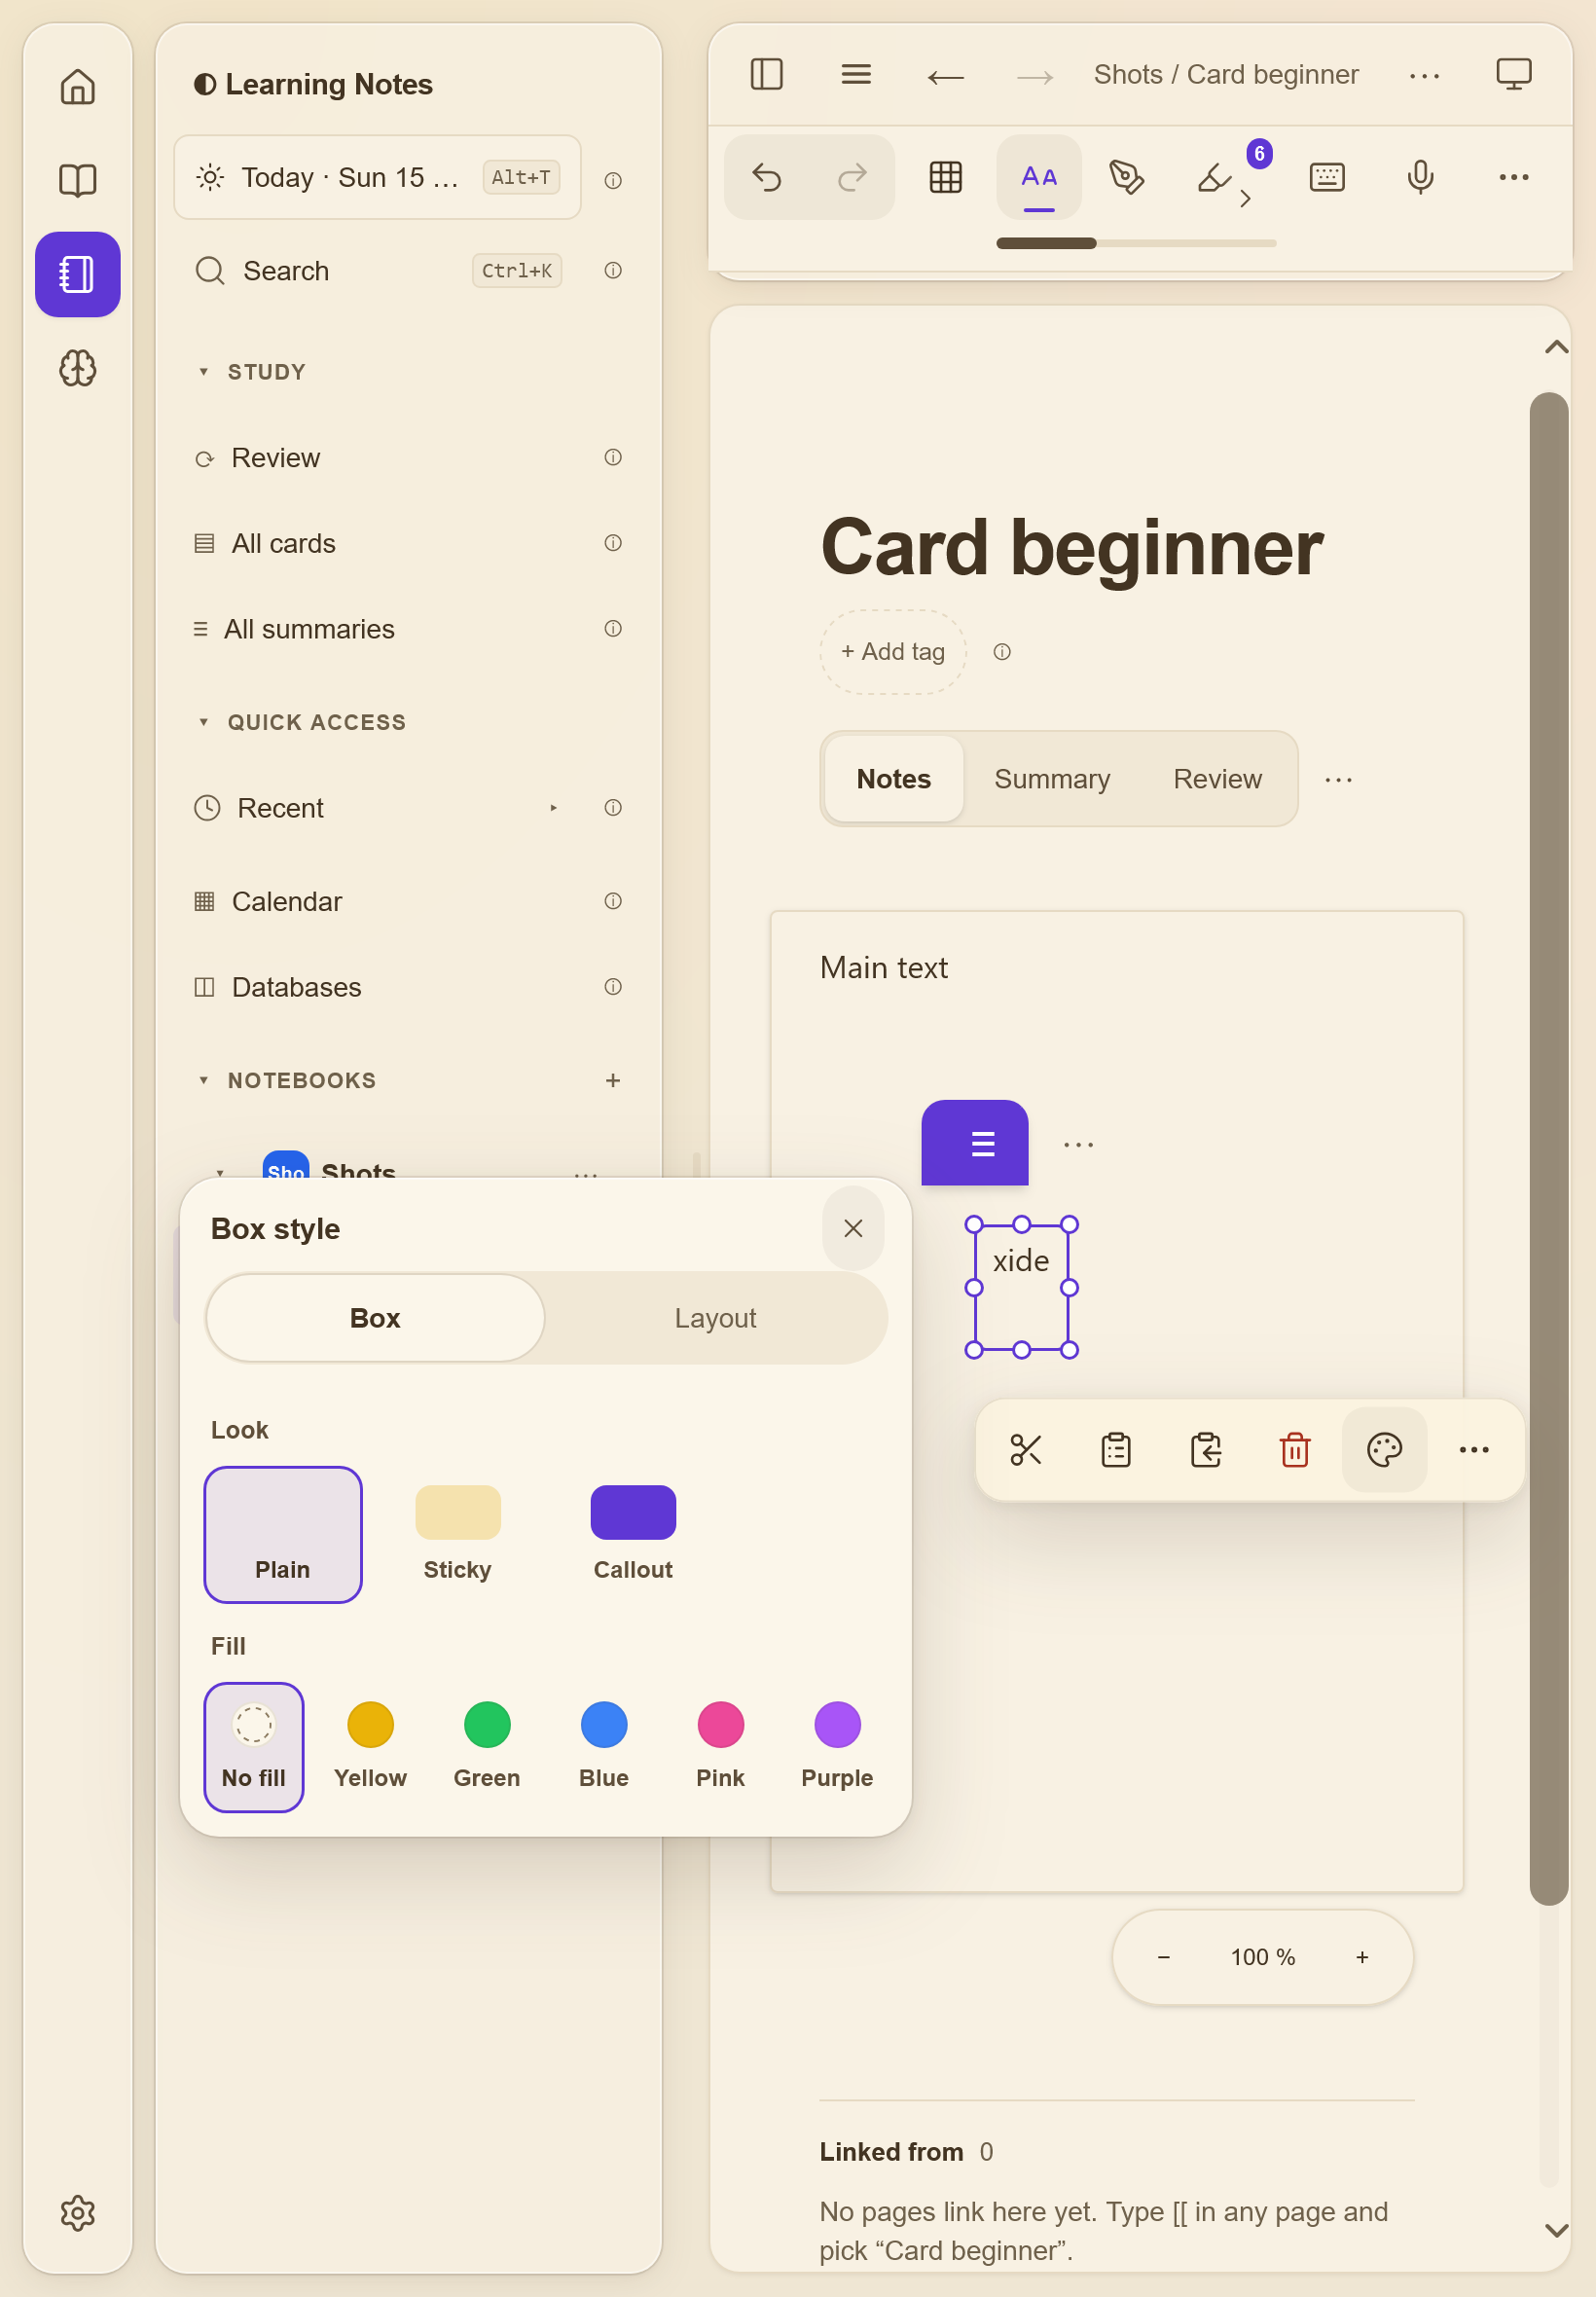 Learning Notes
Today · Sun 15 ...
Alt+T
Search
Ctrl+K
STUDY
Review
All cards
All summaries
QUICK ACCESS
Recent
Calendar
Databases
NOTEBOOKS
Sho
Shots
Shots / Card beginner
6
Card beginner
+ Add tag
Notes
Summary
Review
Main text
xide
Box style
Box
Layout
Look
Plain
Sticky
Callout
Fill
No fill
Yellow
Green
Blue
Pink
Purple
− 100 % +
Linked from 0
No pages link here yet. Type [[ in any page and
pick “Card beginner”.